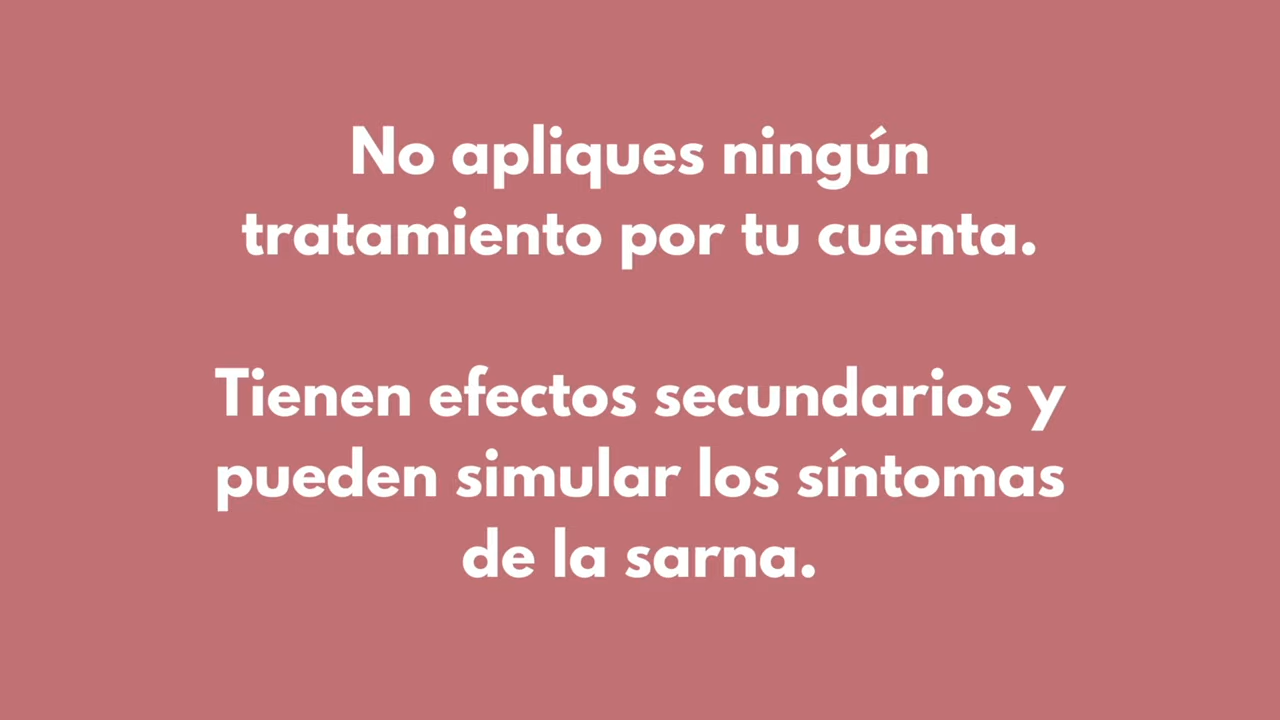 No apliques ningún
tratamiento por tu cuenta.
Tienen efectos secundarios y
pueden simular los síntomas
de la sarna.